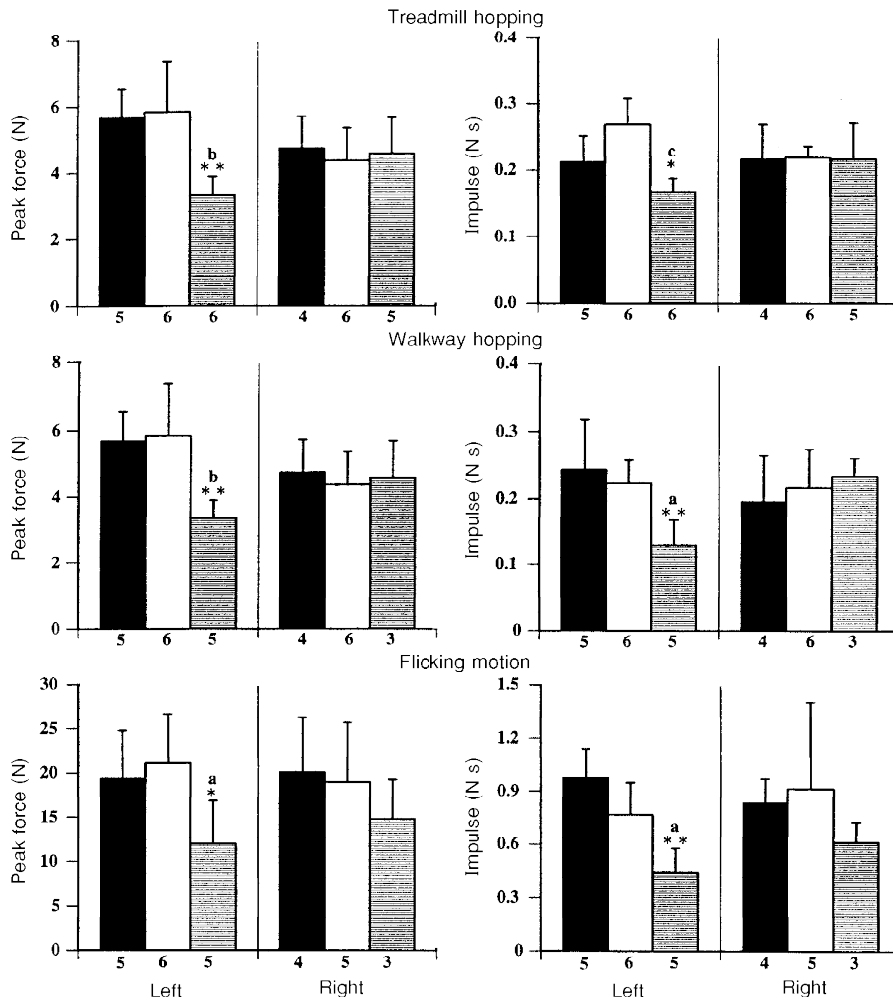 Treadmill hopping
Peak force (N)
8
6
4
2
0
b
* *
5 6 6 4 6 5
Impulse (N s)
0.4
0.3
0.2
0.1
0.0
c
*
5 6 6 4 6 5
Walkway hopping
Peak force (N)
8
6
4
2
0
b
* *
5 6 5 4 6 3
Impulse (N s)
0.4
0.3
0.2
0.1
0
a
* *
5 6 5 4 6 3
Flicking motion
Peak force (N)
30
25
20
15
10
5
0
a
*
5 6 5 4 5 3
Left Right
Impulse (N s)
1.5
1.2
0.9
0.6
0.3
0
a
* *
5 6 5 4 5 3
Left Right